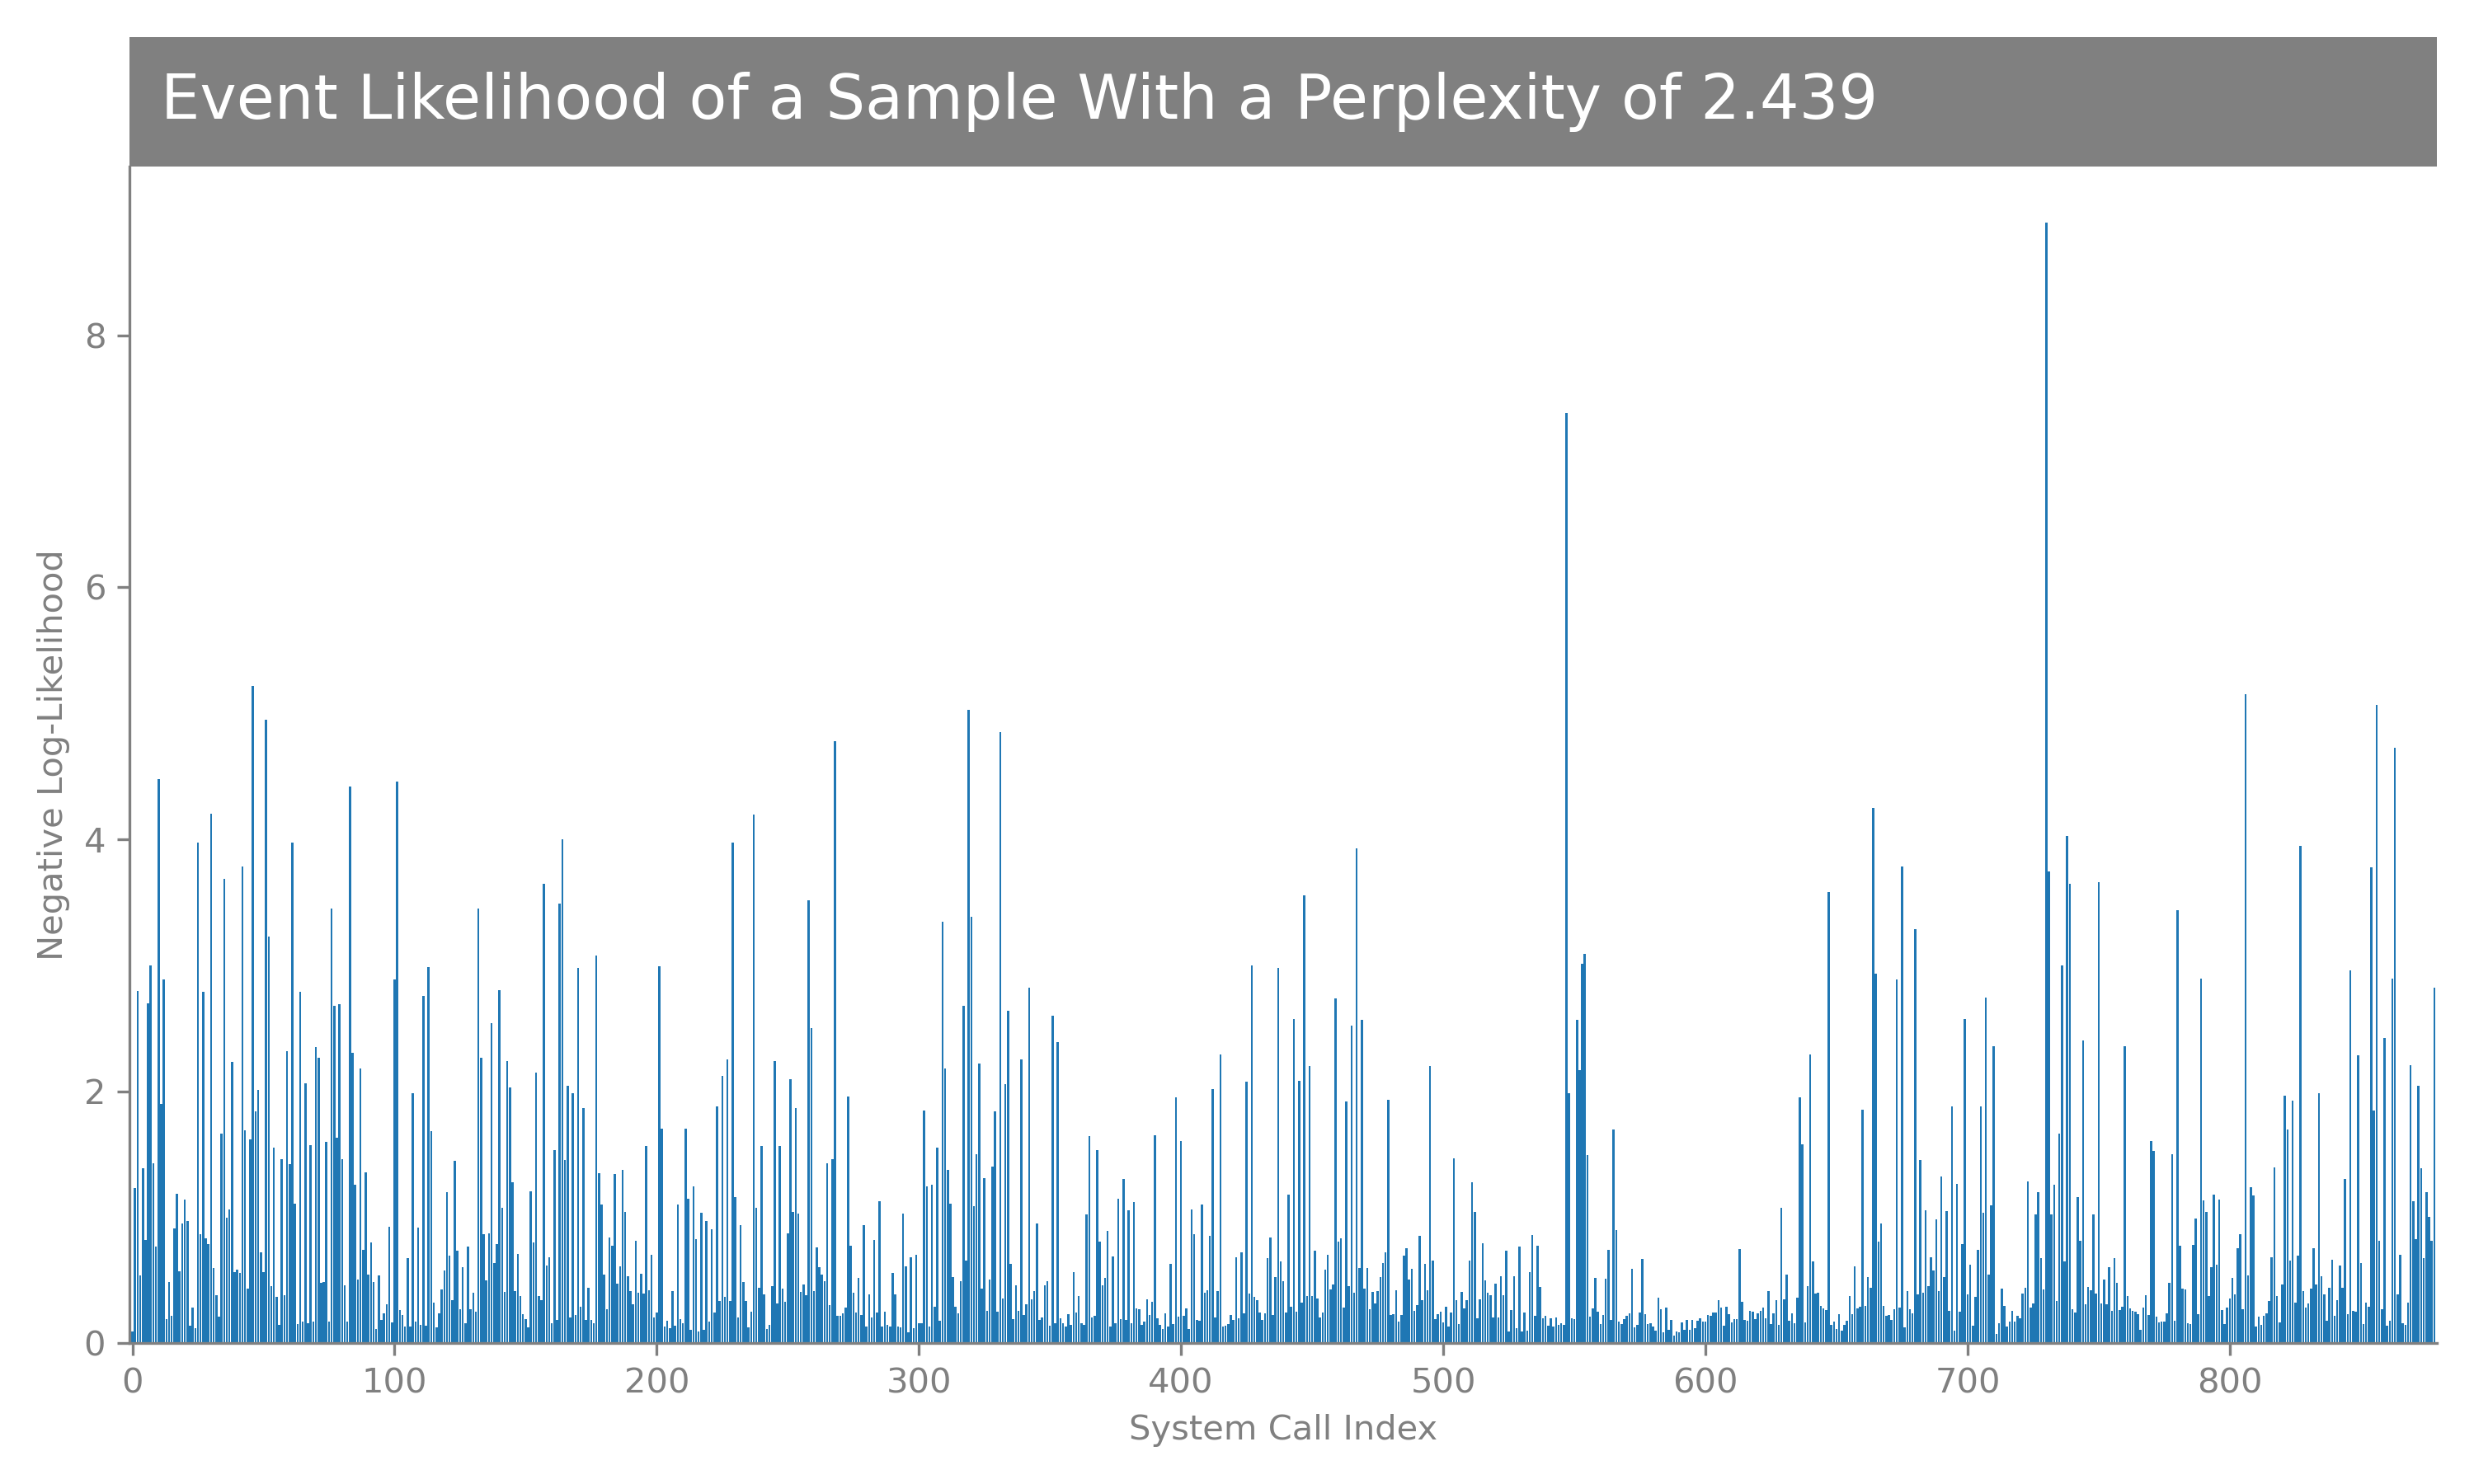 Event Likelihood of a Sample With a Perplexity of 2.439
Negative Log-Likelihood
8
6
4
2
0
0 100 200 300 400 500 600 700 800
System Call Index